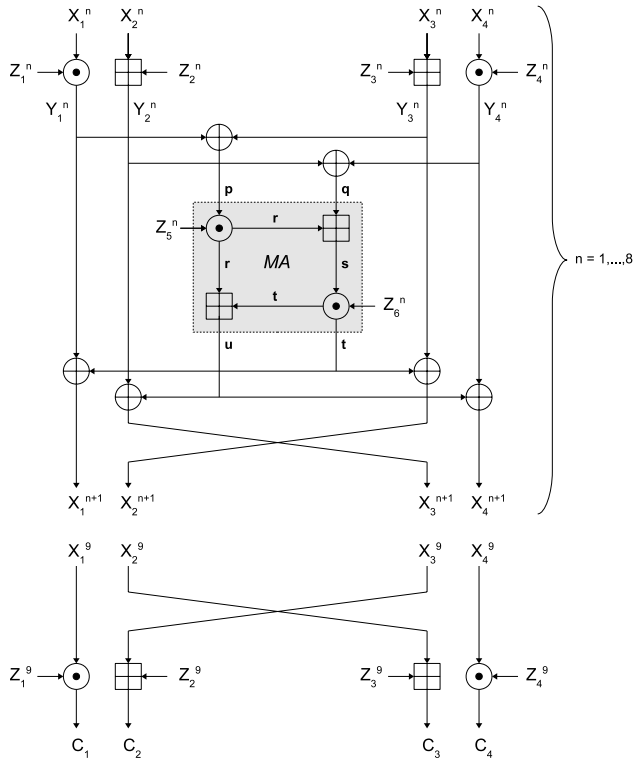 X₁ⁿ X₂ⁿ X₃ⁿ X₄ⁿ
Z₁ⁿ Z₂ⁿ Z₃ⁿ Z₄ⁿ
Y₁ⁿ Y₂ⁿ Y₃ⁿ Y₄ⁿ
p q
Z₅ⁿ r
r MA s
n = 1,...,8
t Z₆ⁿ
u t
X₁ⁿ⁺¹ X₂ⁿ⁺¹ X₃ⁿ⁺¹ X₄ⁿ⁺¹
X₁⁹ X₂⁹ X₃⁹ X₄⁹
Z₁⁹ Z₂⁹ Z₃⁹ Z₄⁹
C₁ C₂ C₃ C₄